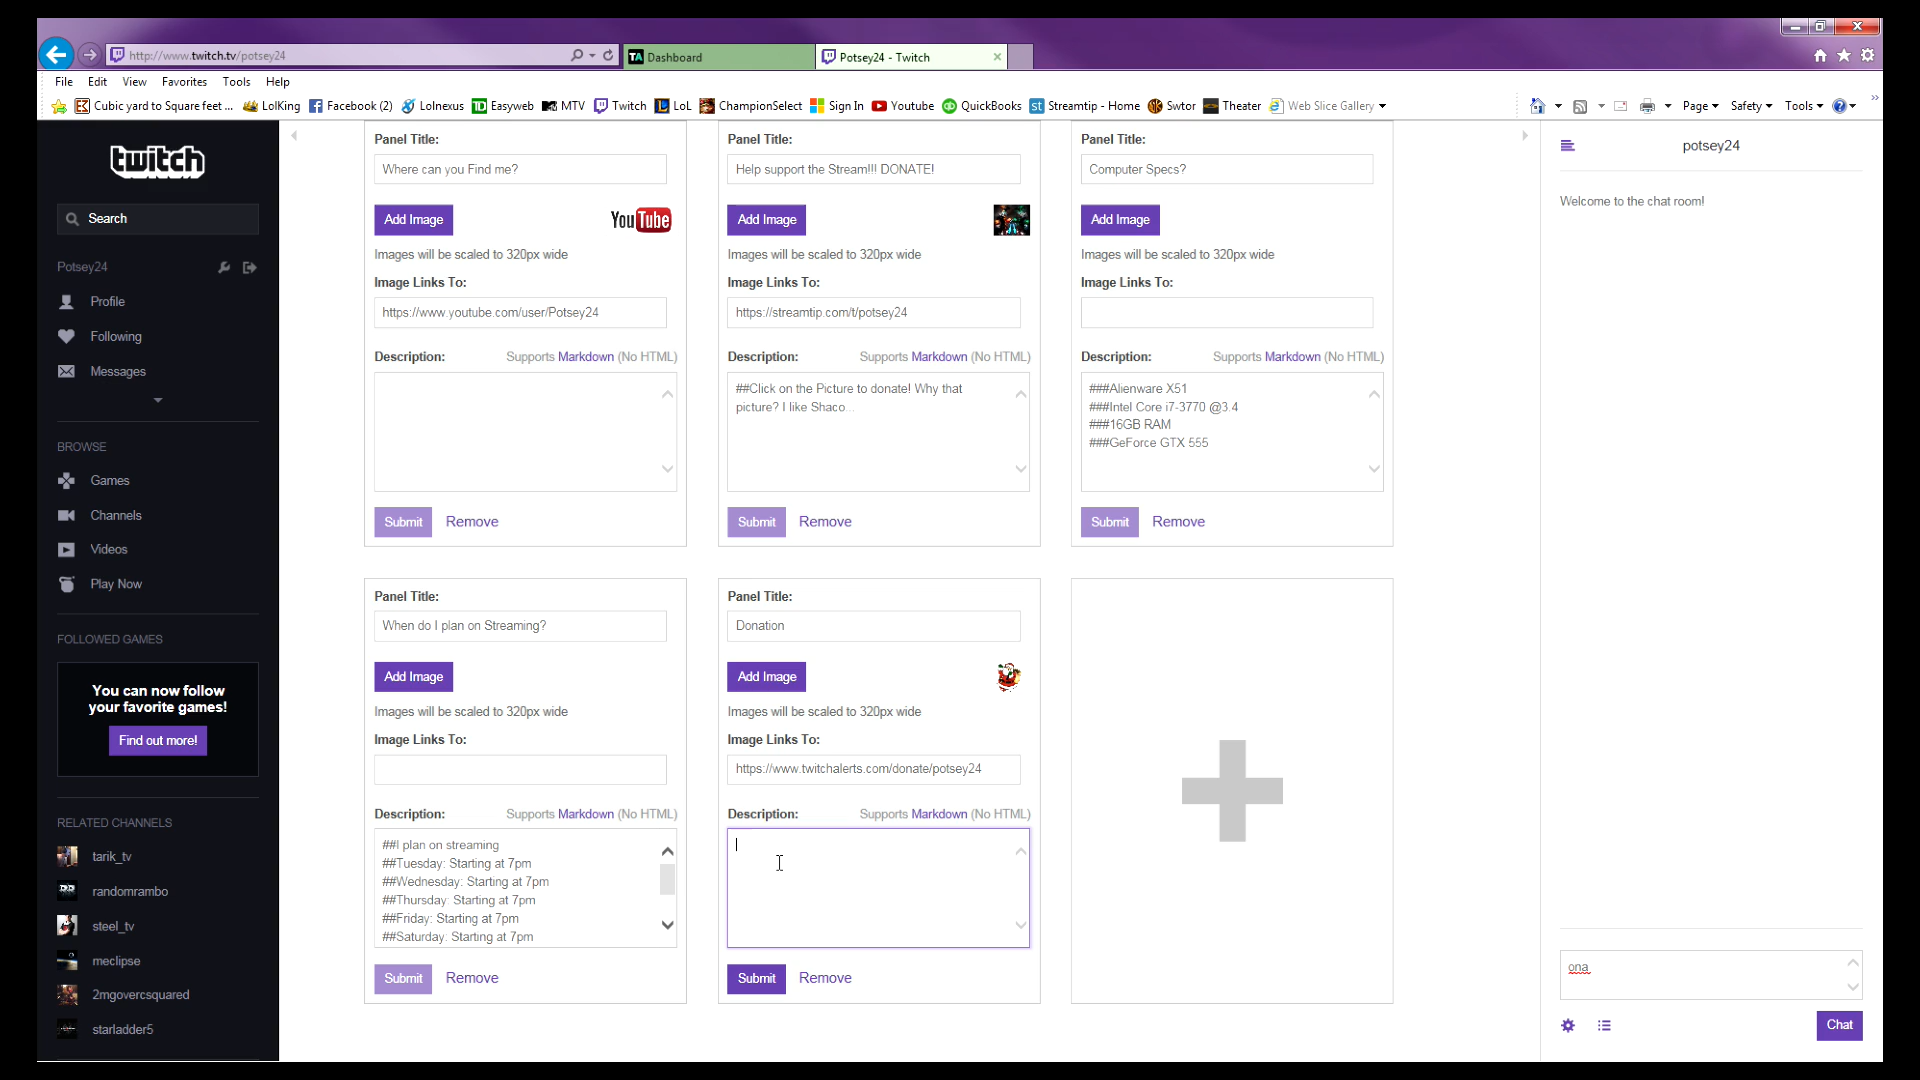 http://www.twitch.tv/potsey24
TA Dashboard
Potsey24 - Twitch
File Edit View Favorites Tools Help
Cubic yard to Square feet ... LolKing Facebook (2) Lolnexus TD Easyweb MTV Twitch LoL ChampionSelect Sign In Youtube QuickBooks st Streamtip - Home Swtor Theater Web Slice Gallery
Page Safety Tools
twitch
Search
Potsey24
Profile
Following
Messages
BROWSE
Games
Channels
Videos
Play Now
FOLLOWED GAMES
You can now follow
your favorite games!
Find out more!
RELATED CHANNELS
tarik_tv
randomrambo
steel_tv
meclipse
2mgovercsquared
starladder5
Panel Title:
Where can you Find me?
Add Image
YouTube
Images will be scaled to 320px wide
Image Links To:
https://www.youtube.com/user/Potsey24
Description: Supports Markdown (No HTML)
Submit Remove
Panel Title:
Help support the Stream!!! DONATE!
Add Image
Images will be scaled to 320px wide
Image Links To:
https://streamtip.com/t/potsey24
Description: Supports Markdown (No HTML)
##Click on the Picture to donate! Why that
picture? I like Shaco...
Submit Remove
Panel Title:
Computer Specs?
Add Image
Images will be scaled to 320px wide
Image Links To:
Description: Supports Markdown (No HTML)
###Alienware X51
###Intel Core i7-3770 @3.4
###16GB RAM
###GeForce GTX 555
Submit Remove
Panel Title:
When do I plan on Streaming?
Add Image
Images will be scaled to 320px wide
Image Links To:
Description: Supports Markdown (No HTML)
##I plan on streaming
##Tuesday: Starting at 7pm
##Wednesday: Starting at 7pm
##Thursday: Starting at 7pm
##Friday: Starting at 7pm
##Saturday: Starting at 7pm
Submit Remove
Panel Title:
Donation
Add Image
Images will be scaled to 320px wide
Image Links To:
https://www.twitchalerts.com/donate/potsey24
Description: Supports Markdown (No HTML)
Submit Remove
potsey24
Welcome to the chat room!
ona
Chat